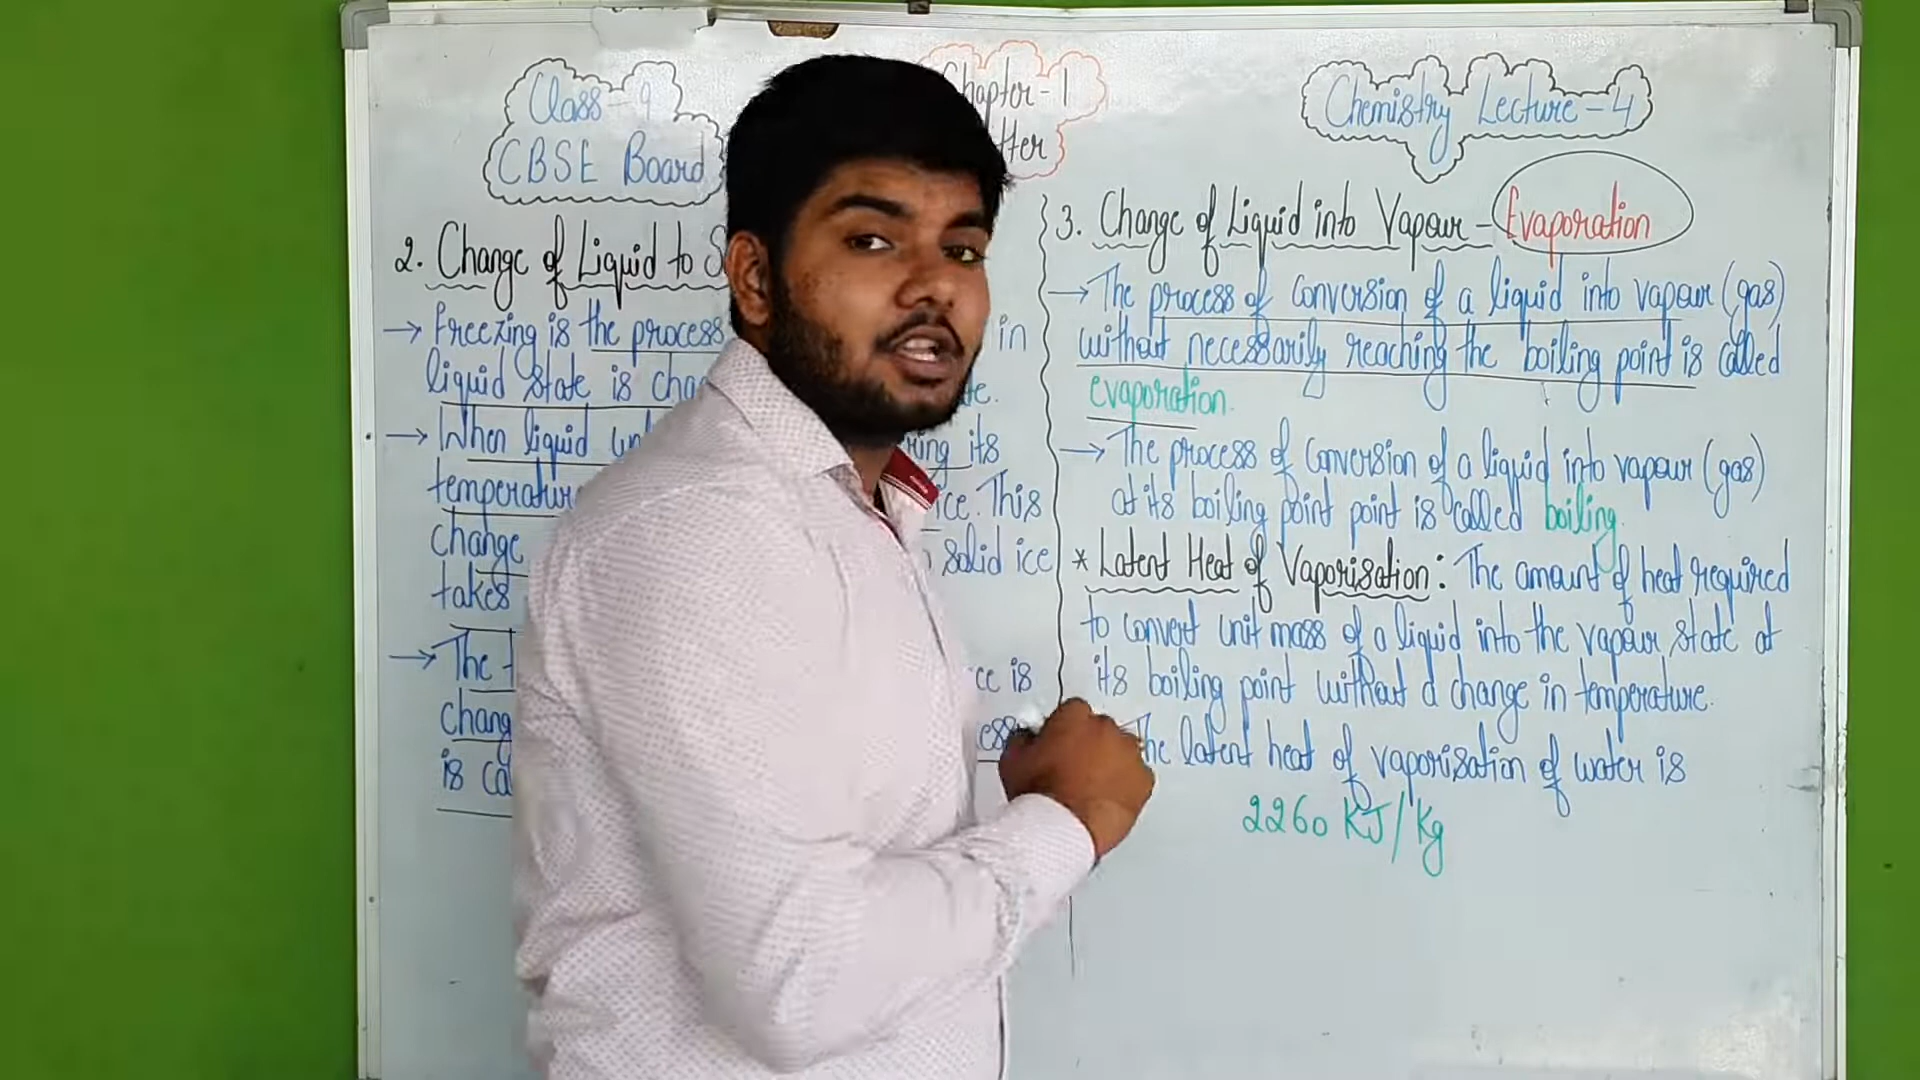 Class-9
CBSE Board
Chapter-1
tter
Chemistry Lecture-4
2. Change of Liquid to S
→ Freezing is the process in
liquid state is chan te.
→ When liquid ring its
temperature ice. This
change solid ice
takes
→ The ce is
chang cess
is ca
3. Change of Liquid into Vapour - Evaporation
→ The process of conversion of a liquid into vapour (gas)
without necessarily reaching the boiling point is called
evaporation.
→ The process of conversion of a liquid into vapour (gas)
at its boiling point point is called boiling.
* Latent Heat of Vaporisation: The amount of heat required
to convert unit mass of a liquid into the vapour state at
its boiling point without a change in temperature.
The latent heat of vaporisation of water is
2260 KJ/Kg